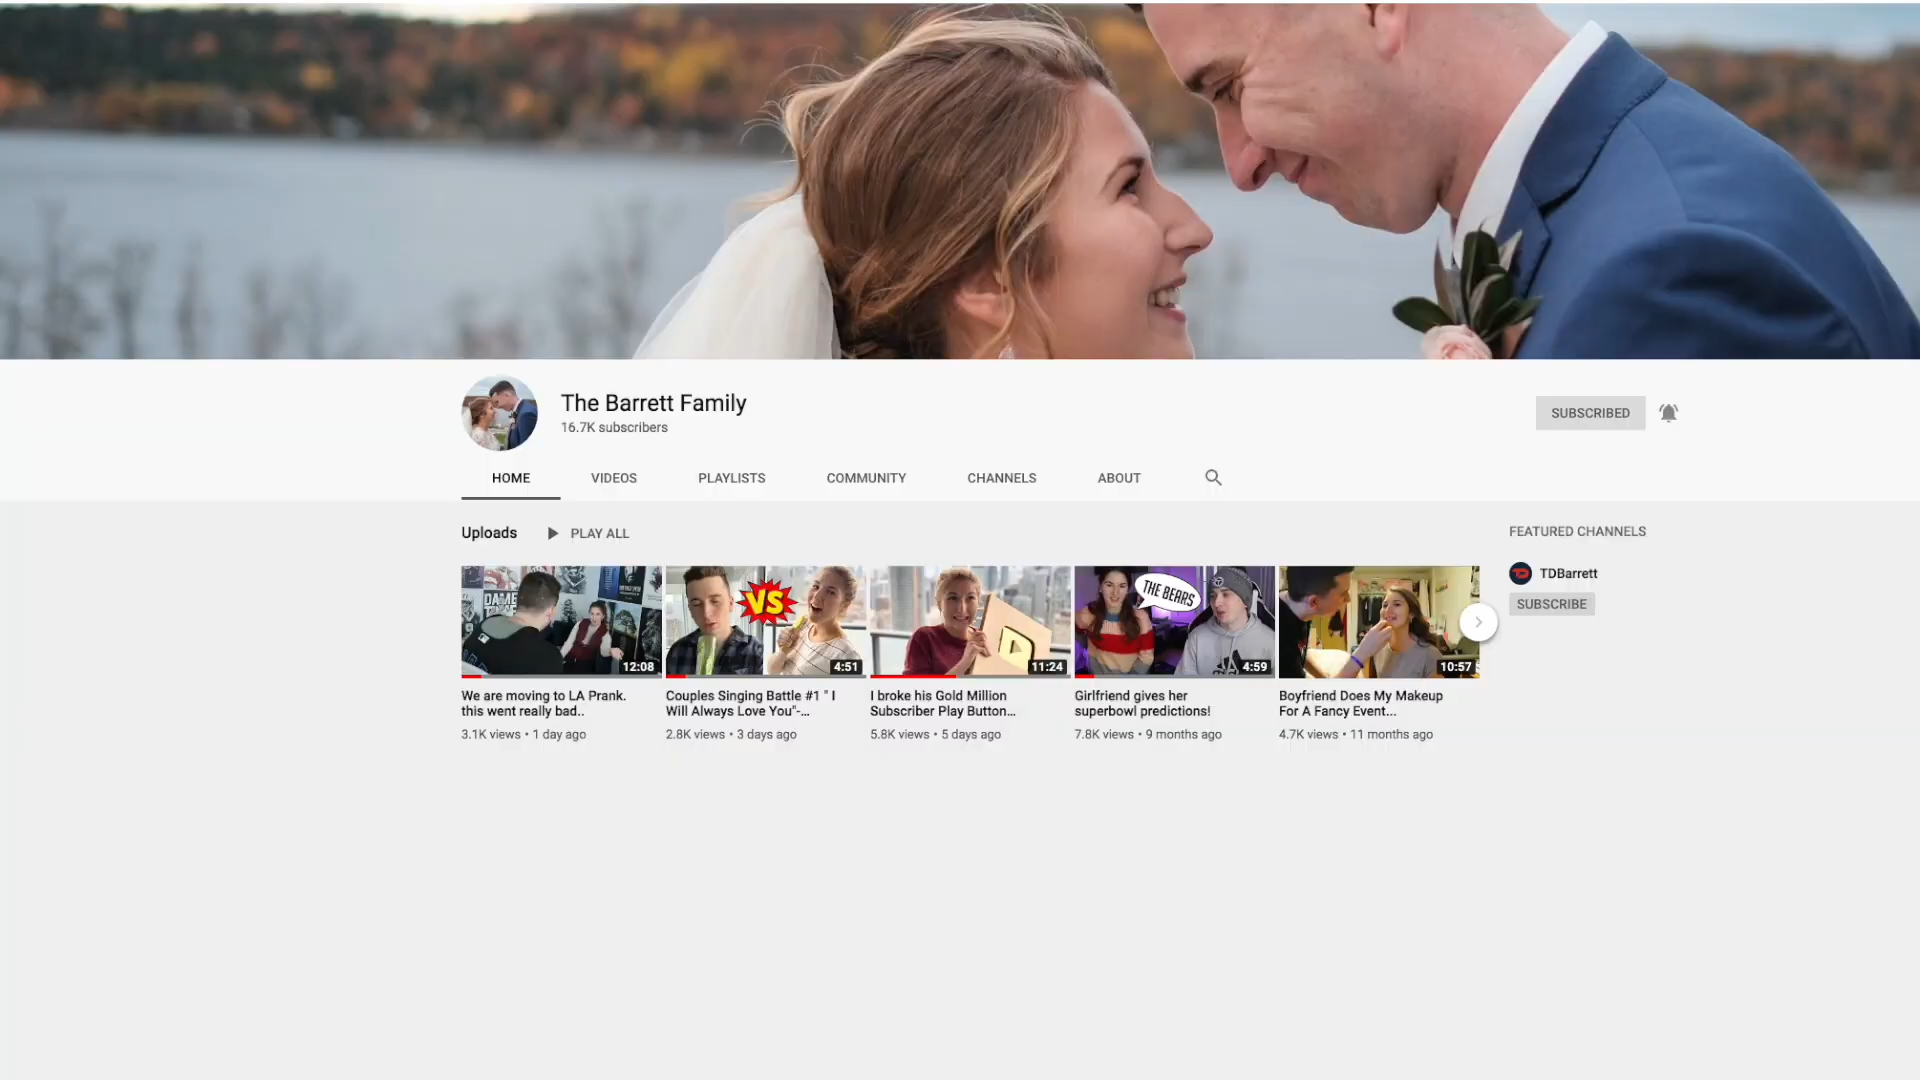 The Barrett Family
16.7K subscribers
SUBSCRIBED
HOME VIDEOS PLAYLISTS COMMUNITY CHANNELS ABOUT
Uploads PLAY ALL
FEATURED CHANNELS
TDBarrett
SUBSCRIBE
DAME
12:08
VS
4:51
11:24
THE BEARS
4:59
10:57
We are moving to LA Prank.
this went really bad..
3.1K views • 1 day ago
Couples Singing Battle #1 " I
Will Always Love You"-...
2.8K views • 3 days ago
I broke his Gold Million
Subscriber Play Button...
5.8K views • 5 days ago
Girlfriend gives her
superbowl predictions!
7.8K views • 9 months ago
Boyfriend Does My Makeup
For A Fancy Event...
4.7K views • 11 months ago